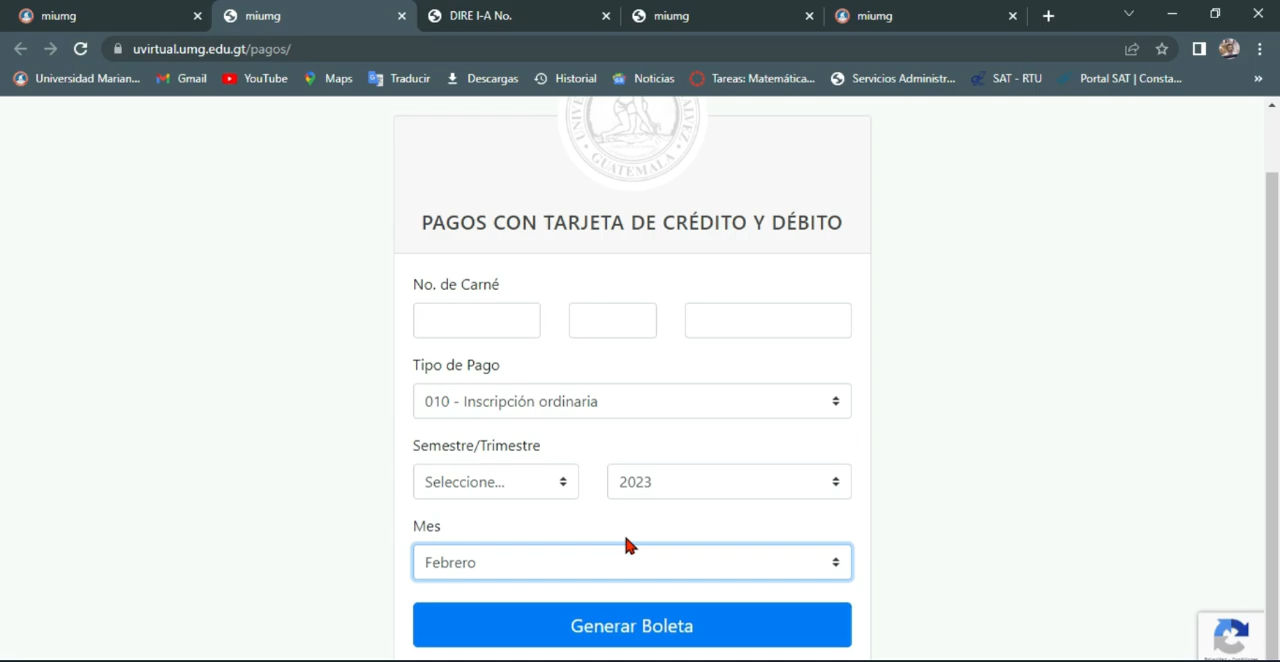 miumg
miumg
DIRE I-A No.
miumg
miumg
uvirtual.umg.edu.gt/pagos/
Universidad Marian...
Gmail
YouTube
Maps
Traducir
Descargas
Historial
Noticias
Tareas: Matemática...
Servicios Administr...
SAT - RTU
Portal SAT | Consta...
»
GUATEMALA
PAGOS CON TARJETA DE CRÉDITO Y DÉBITO
No. de Carné
Tipo de Pago
010 - Inscripción ordinaria
Semestre/Trimestre
Seleccione...
2023
Mes
Febrero
Generar Boleta